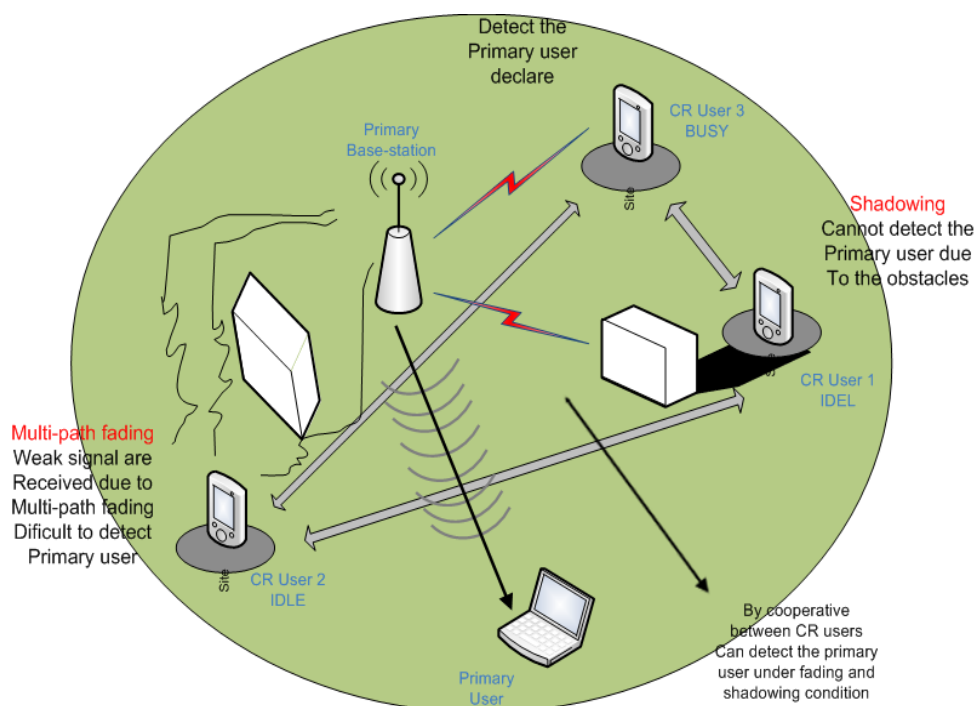 Detect the
Primary user
declare
CR User 3
BUSY
Primary
Base-station
Site
Shadowing
Cannot detect the
Primary user due
To the obstacles
Site
CR User 1
IDEL
Multi-path fading
Weak signal are
Received due to
Multi-path fading
Dificult to detect
Primary user
Site
CR User 2
IDLE
By cooperative
between CR users
Can detect the primary
user under fading and
shadowing condition
Primary
User